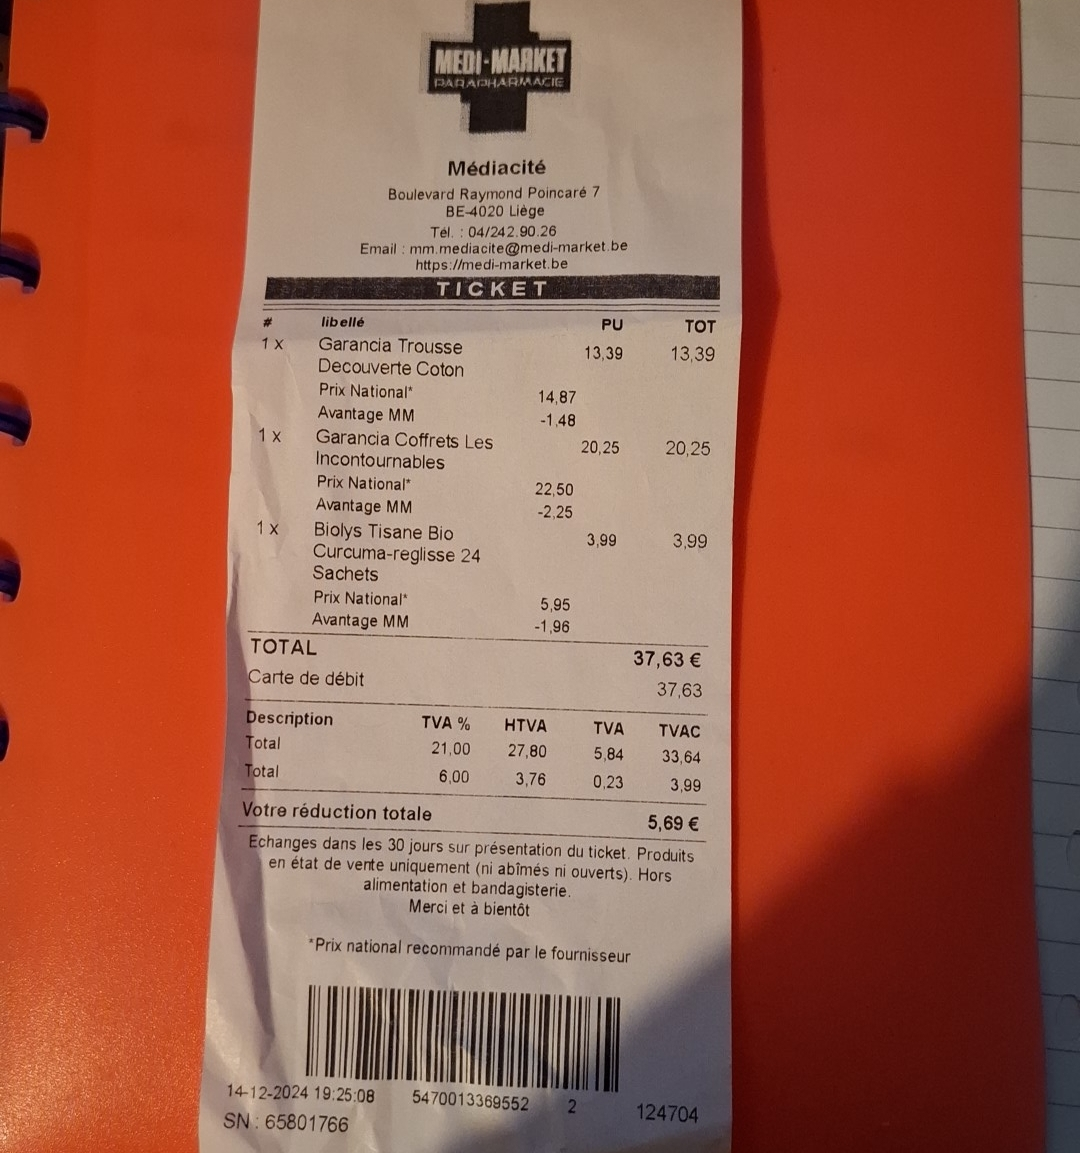 MEDI-MARKET
PARAPHARMACIE
Médiacité
Boulevard Raymond Poincaré 7
BE-4020 Liège
Tél. : 04/242.90.26
Email : mm.mediacite@medi-market.be
https://medi-market.be
TICKET
# libellé PU TOT
1 x Garancia Trousse 13,39 13,39
Decouverte Coton
Prix National* 14,87
Avantage MM -1,48
1 x Garancia Coffrets Les 20,25 20,25
Incontournables
Prix National* 22,50
Avantage MM -2,25
1 x Biolys Tisane Bio 3,99 3,99
Curcuma-reglisse 24
Sachets
Prix National* 5,95
Avantage MM -1,96
TOTAL 37,63 €
Carte de débit 37,63
Description TVA % HTVA TVA TVAC
Total 21,00 27,80 5,84 33,64
Total 6,00 3,76 0,23 3,99
Votre réduction totale 5,69 €
Echanges dans les 30 jours sur présentation du ticket. Produits
en état de vente uniquement (ni abîmés ni ouverts). Hors
alimentation et bandagisterie.
Merci et à bientôt
*Prix national recommandé par le fournisseur
14-12-2024 19:25:08 5470013369552 2 124704
SN : 65801766